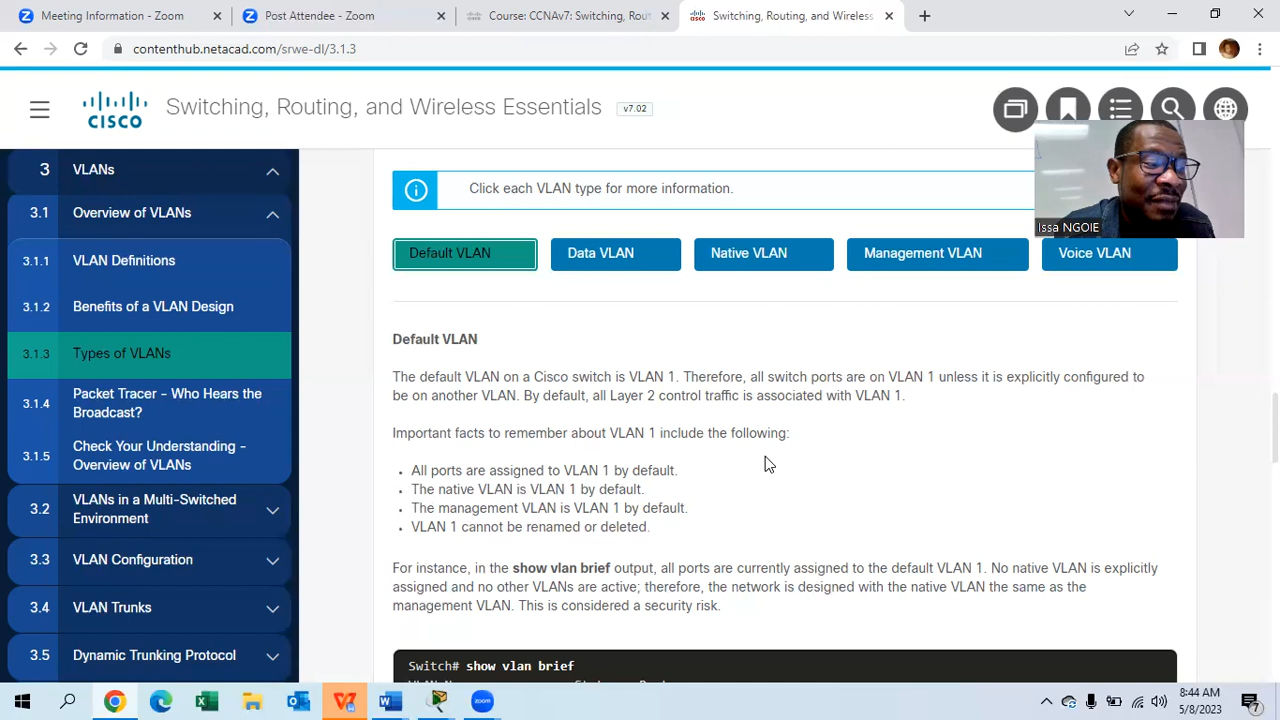 Meeting Information - Zoom
Post Attendee - Zoom
Course: CCNAv7: Switching, Rout
Switching, Routing, and Wireless
contenthub.netacad.com/srwe-dl/3.1.3
CISCO
Switching, Routing, and Wireless Essentials v7.02
3 VLANs
3.1 Overview of VLANs
3.1.1 VLAN Definitions
3.1.2 Benefits of a VLAN Design
3.1.3 Types of VLANs
3.1.4 Packet Tracer - Who Hears the
Broadcast?
3.1.5 Check Your Understanding -
Overview of VLANs
3.2 VLANs in a Multi-Switched
Environment
3.3 VLAN Configuration
3.4 VLAN Trunks
3.5 Dynamic Trunking Protocol
Click each VLAN type for more information.
Issa NGOIE
Default VLAN Data VLAN Native VLAN Management VLAN Voice VLAN
Default VLAN
The default VLAN on a Cisco switch is VLAN 1. Therefore, all switch ports are on VLAN 1 unless it is explicitly configured to
be on another VLAN. By default, all Layer 2 control traffic is associated with VLAN 1.
Important facts to remember about VLAN 1 include the following:
• All ports are assigned to VLAN 1 by default.
• The native VLAN is VLAN 1 by default.
• The management VLAN is VLAN 1 by default.
• VLAN 1 cannot be renamed or deleted.
For instance, in the show vlan brief output, all ports are currently assigned to the default VLAN 1. No native VLAN is explicitly
assigned and no other VLANs are active; therefore, the network is designed with the native VLAN the same as the
management VLAN. This is considered a security risk.
Switch# show vlan brief
8:44 AM
5/8/2023
7